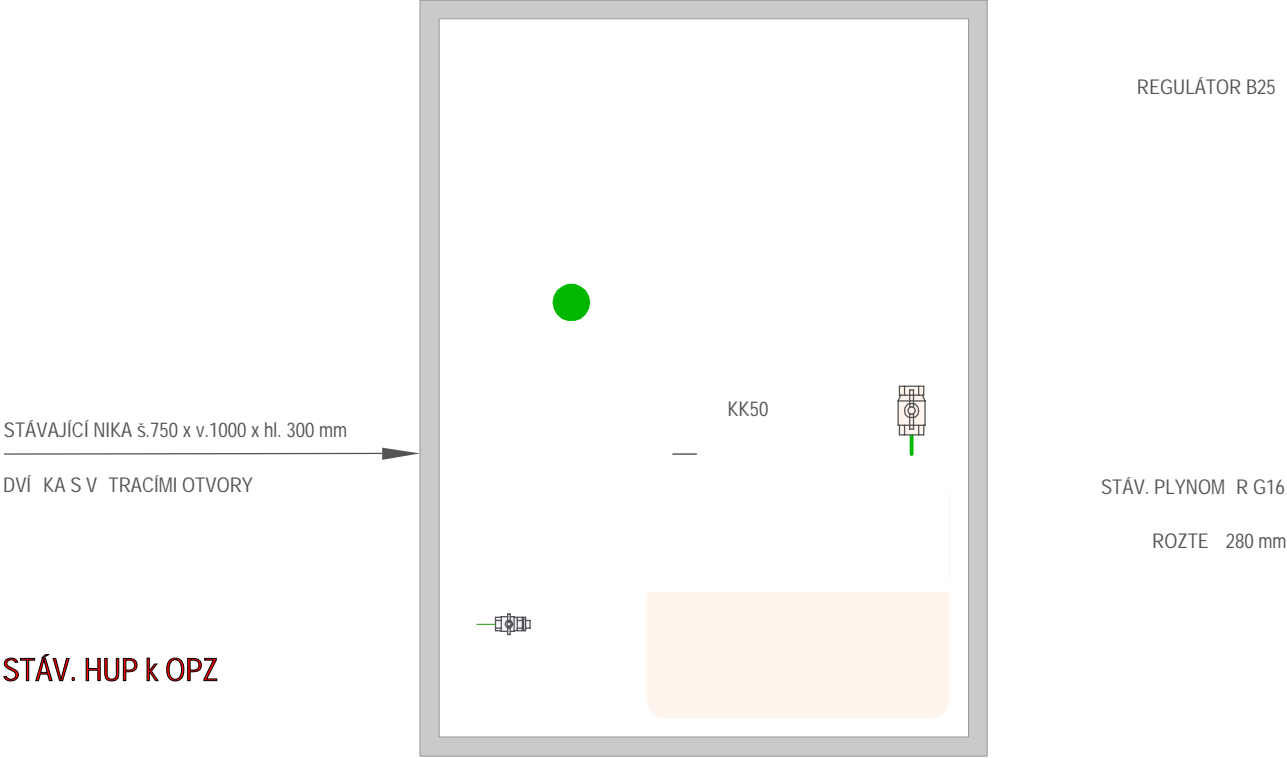 REGULÁTOR B25
KK50
STÁVAJÍCÍ NIKA š.750 x v.1000 x hl. 300 mm
DVÍ KA S V TRACÍMI OTVORY
STÁV. PLYNOM R G16
ROZTE 280 mm
STÁV. HUP k OPZ